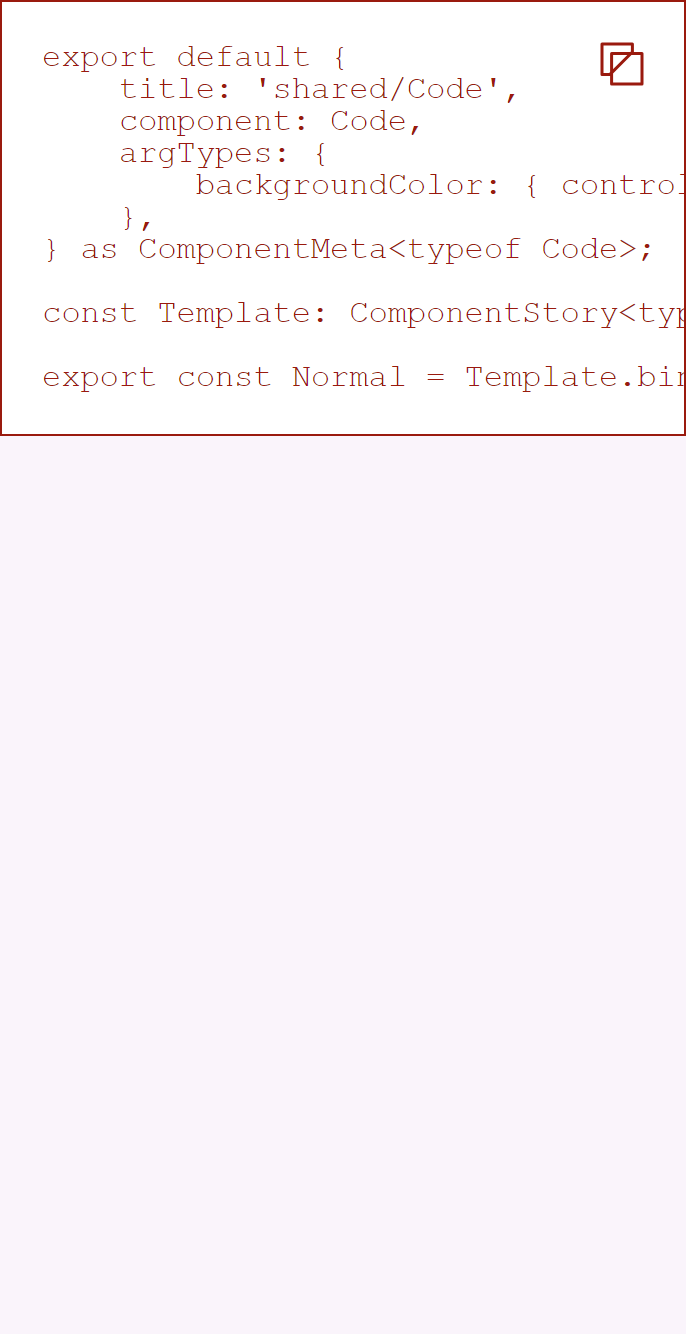 export default {
    title: 'shared/Code',
    component: Code,
    argTypes: {
        backgroundColor: { control
    },
} as ComponentMeta<typeof Code>;
const Template: ComponentStory<typ
export const Normal = Template.bin